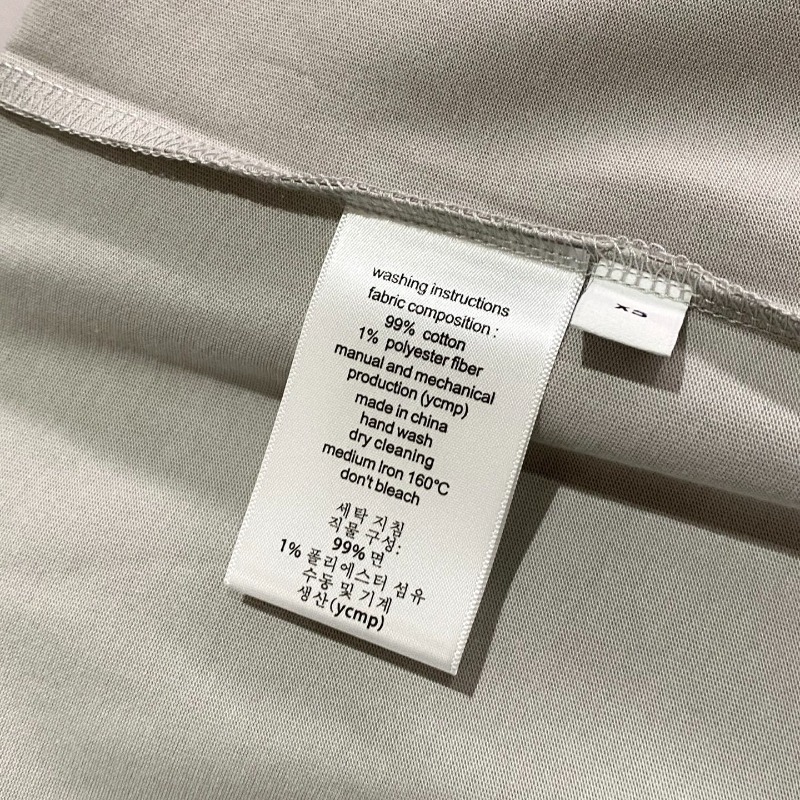 washing instructions
fabric composition :
99% cotton
1% polyester fiber
manual and mechanical
production (ycmp)
made in china
hand wash
dry cleaning
medium Iron 160°C
don't bleach
세탁 지침
직물 구성:
99% 면
1% 폴리에스터 섬유
수동 및 기계
생산(ycmp)